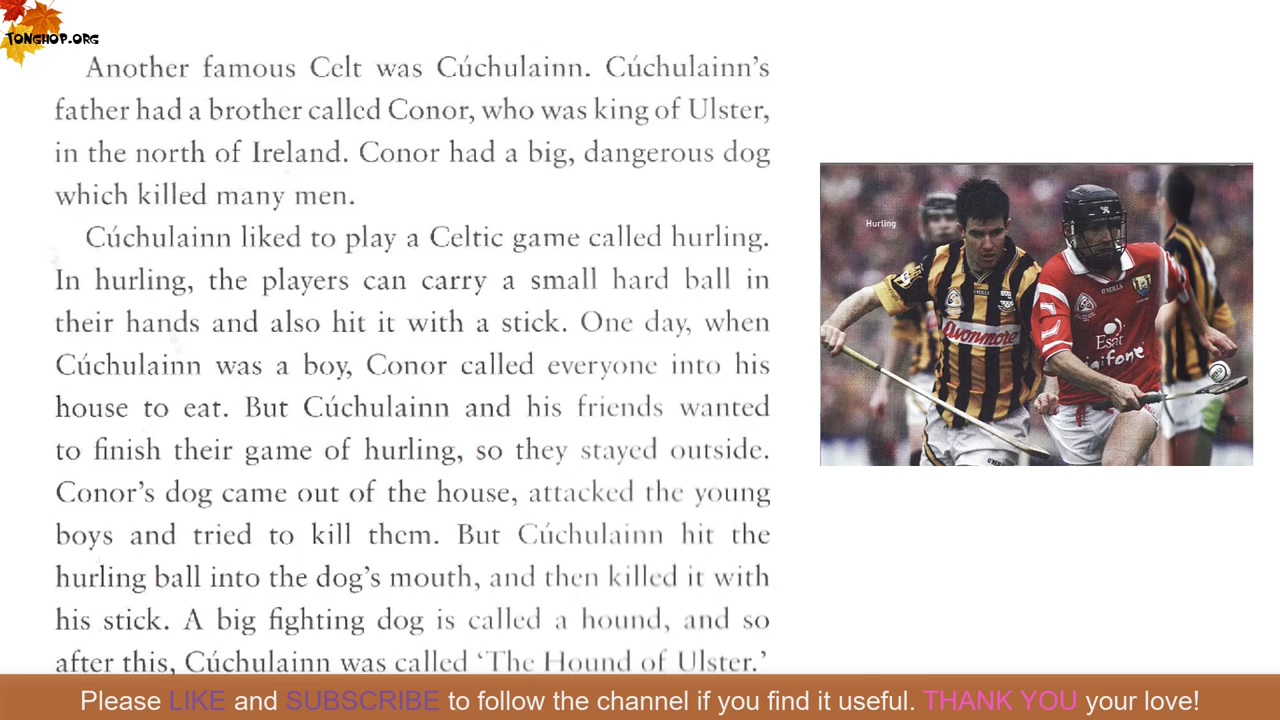 TONGHOP.ORG
Another famous Celt was Cúchulainn. Cúchulainn's
father had a brother called Conor, who was king of Ulster,
in the north of Ireland. Conor had a big, dangerous dog
which killed many men.
Cúchulainn liked to play a Celtic game called hurling.
In hurling, the players can carry a small hard ball in
their hands and also hit it with a stick. One day, when
Cúchulainn was a boy, Conor called everyone into his
house to eat. But Cúchulainn and his friends wanted
to finish their game of hurling, so they stayed outside.
Conor's dog came out of the house, attacked the young
boys and tried to kill them. But Cúchulainn hit the
hurling ball into the dog's mouth, and then killed it with
his stick. A big fighting dog is called a hound, and so
after this, Cúchulainn was called ‘The Hound of Ulster.’
Hurling
O'NEILLS
Avonmore
O'NEILLS
Esat
Digifone
Please LIKE and SUBSCRIBE to follow the channel if you find it useful. THANK YOU your love!